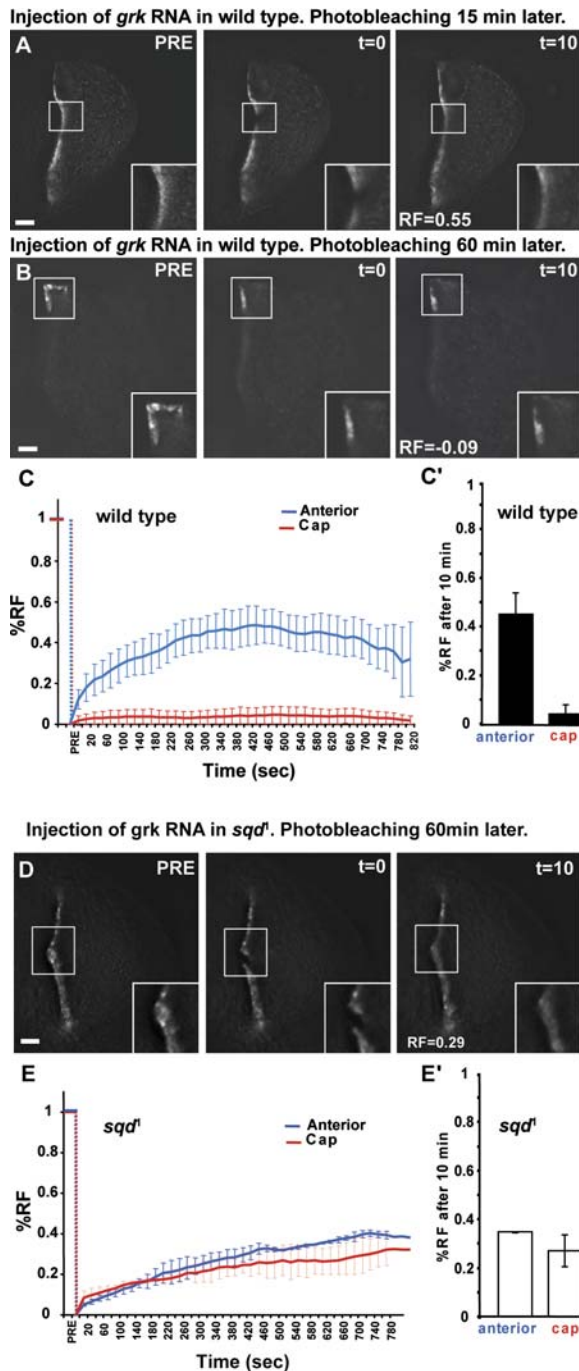 Injection of grk RNA in wild type. Photobleaching 15 min later.
A PRE t=0 t=10
RF=0.55
Injection of grk RNA in wild type. Photobleaching 60 min later.
B PRE t=0 t=10
RF=-0.09
C
wild type
Anterior
Cap
%RF
1
0.8
0.6
0.4
0.2
0
PRE 20 60 100 140 180 220 260 300 340 380 420 460 500 540 580 620 660 700 740 780 820
Time (sec)
C'
wild type
%RF after 10 min
1
0.8
0.6
0.4
0.2
0
anterior cap
Injection of grk RNA in sqd¹. Photobleaching 60min later.
D PRE t=0 t=10
RF=0.29
E
sqd¹
Anterior
Cap
%RF
1
0.8
0.6
0.4
0.2
0
PRE 20 60 100 140 180 220 260 300 340 380 420 460 500 540 580 620 660 700 740 780
Time (sec)
E'
sqd¹
%RF after 10 min
1
0.8
0.6
0.4
0.2
0
anterior cap